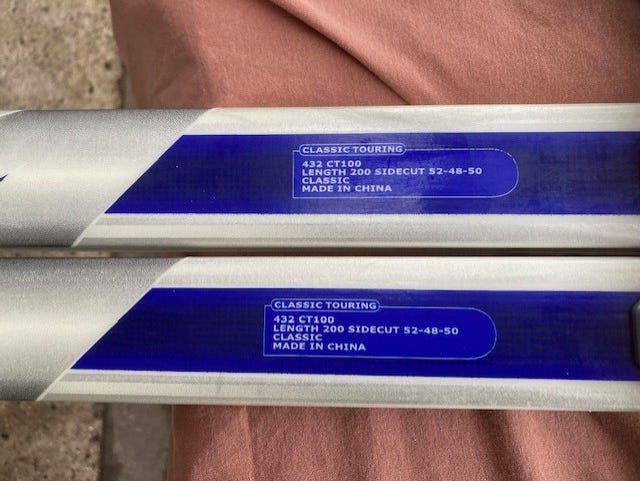 CLASSIC TOURING
432 CT100
LENGTH 200 SIDECUT 52-48-50
CLASSIC
MADE IN CHINA
CLASSIC TOURING
432 CT100
LENGTH 200 SIDECUT 52-48-50
CLASSIC
MADE IN CHINA